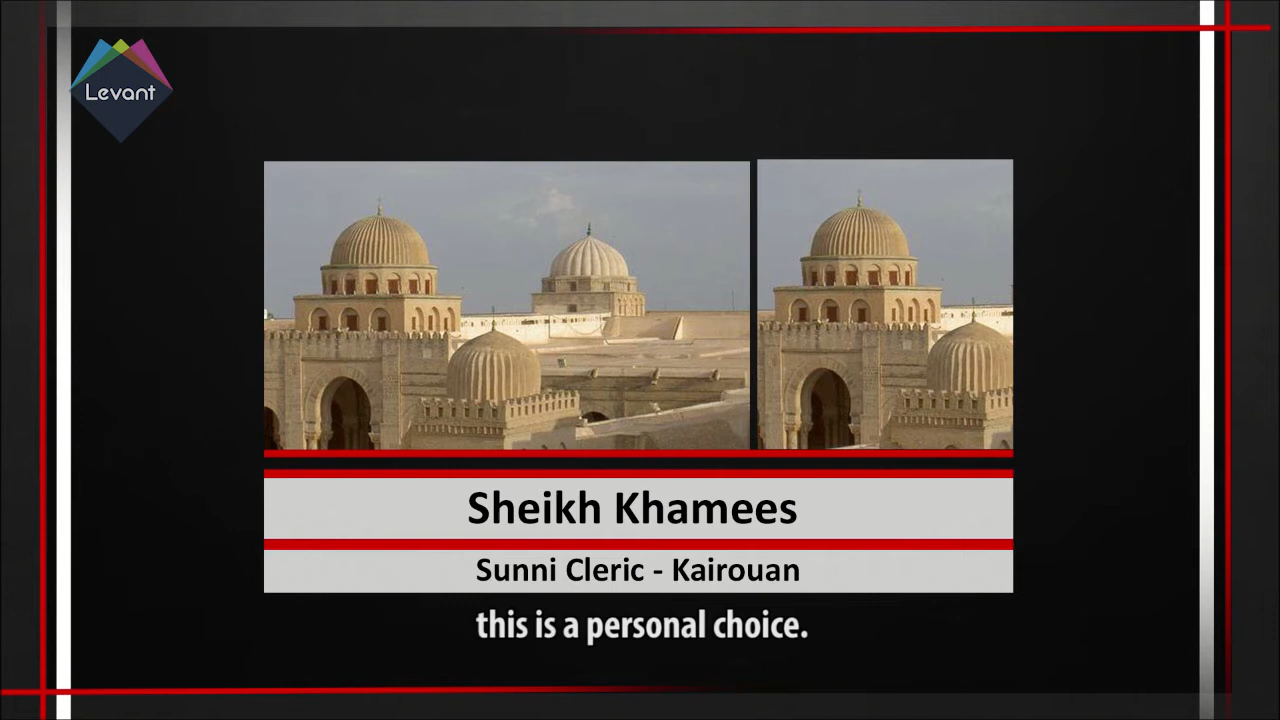 Levant
Sheikh Khamees
Sunni Cleric - Kairouan
this is a personal choice.